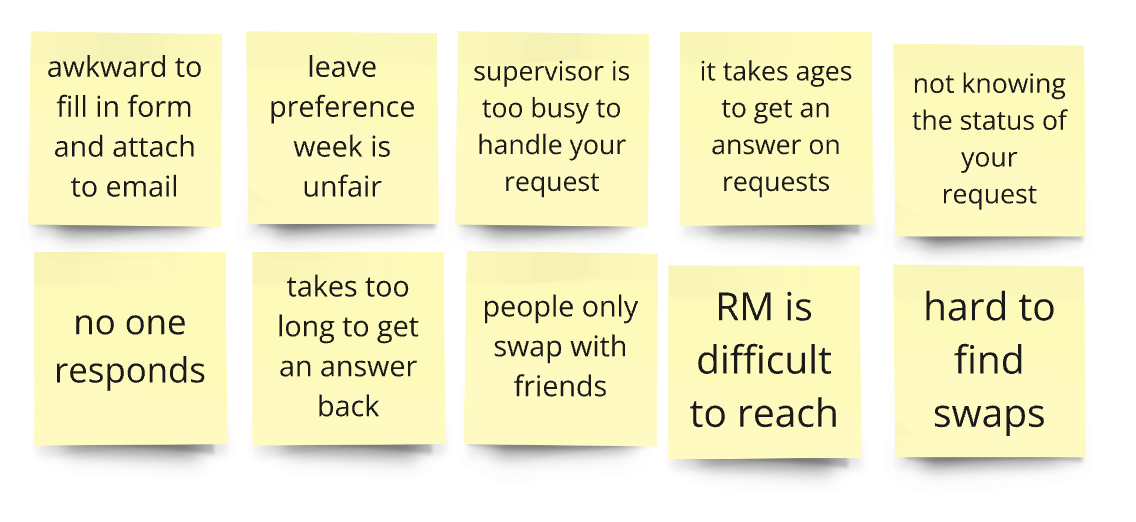 awkward to
fill in form
and attach
to email
leave
preference
week is
unfair
supervisor is
too busy to
handle your
request
it takes ages
to get an
answer on
requests
not knowing
the status of
your
request
no one
responds
takes too
long to get
an answer
back
people only
swap with
friends
RM is
difficult
to reach
hard to
find
swaps